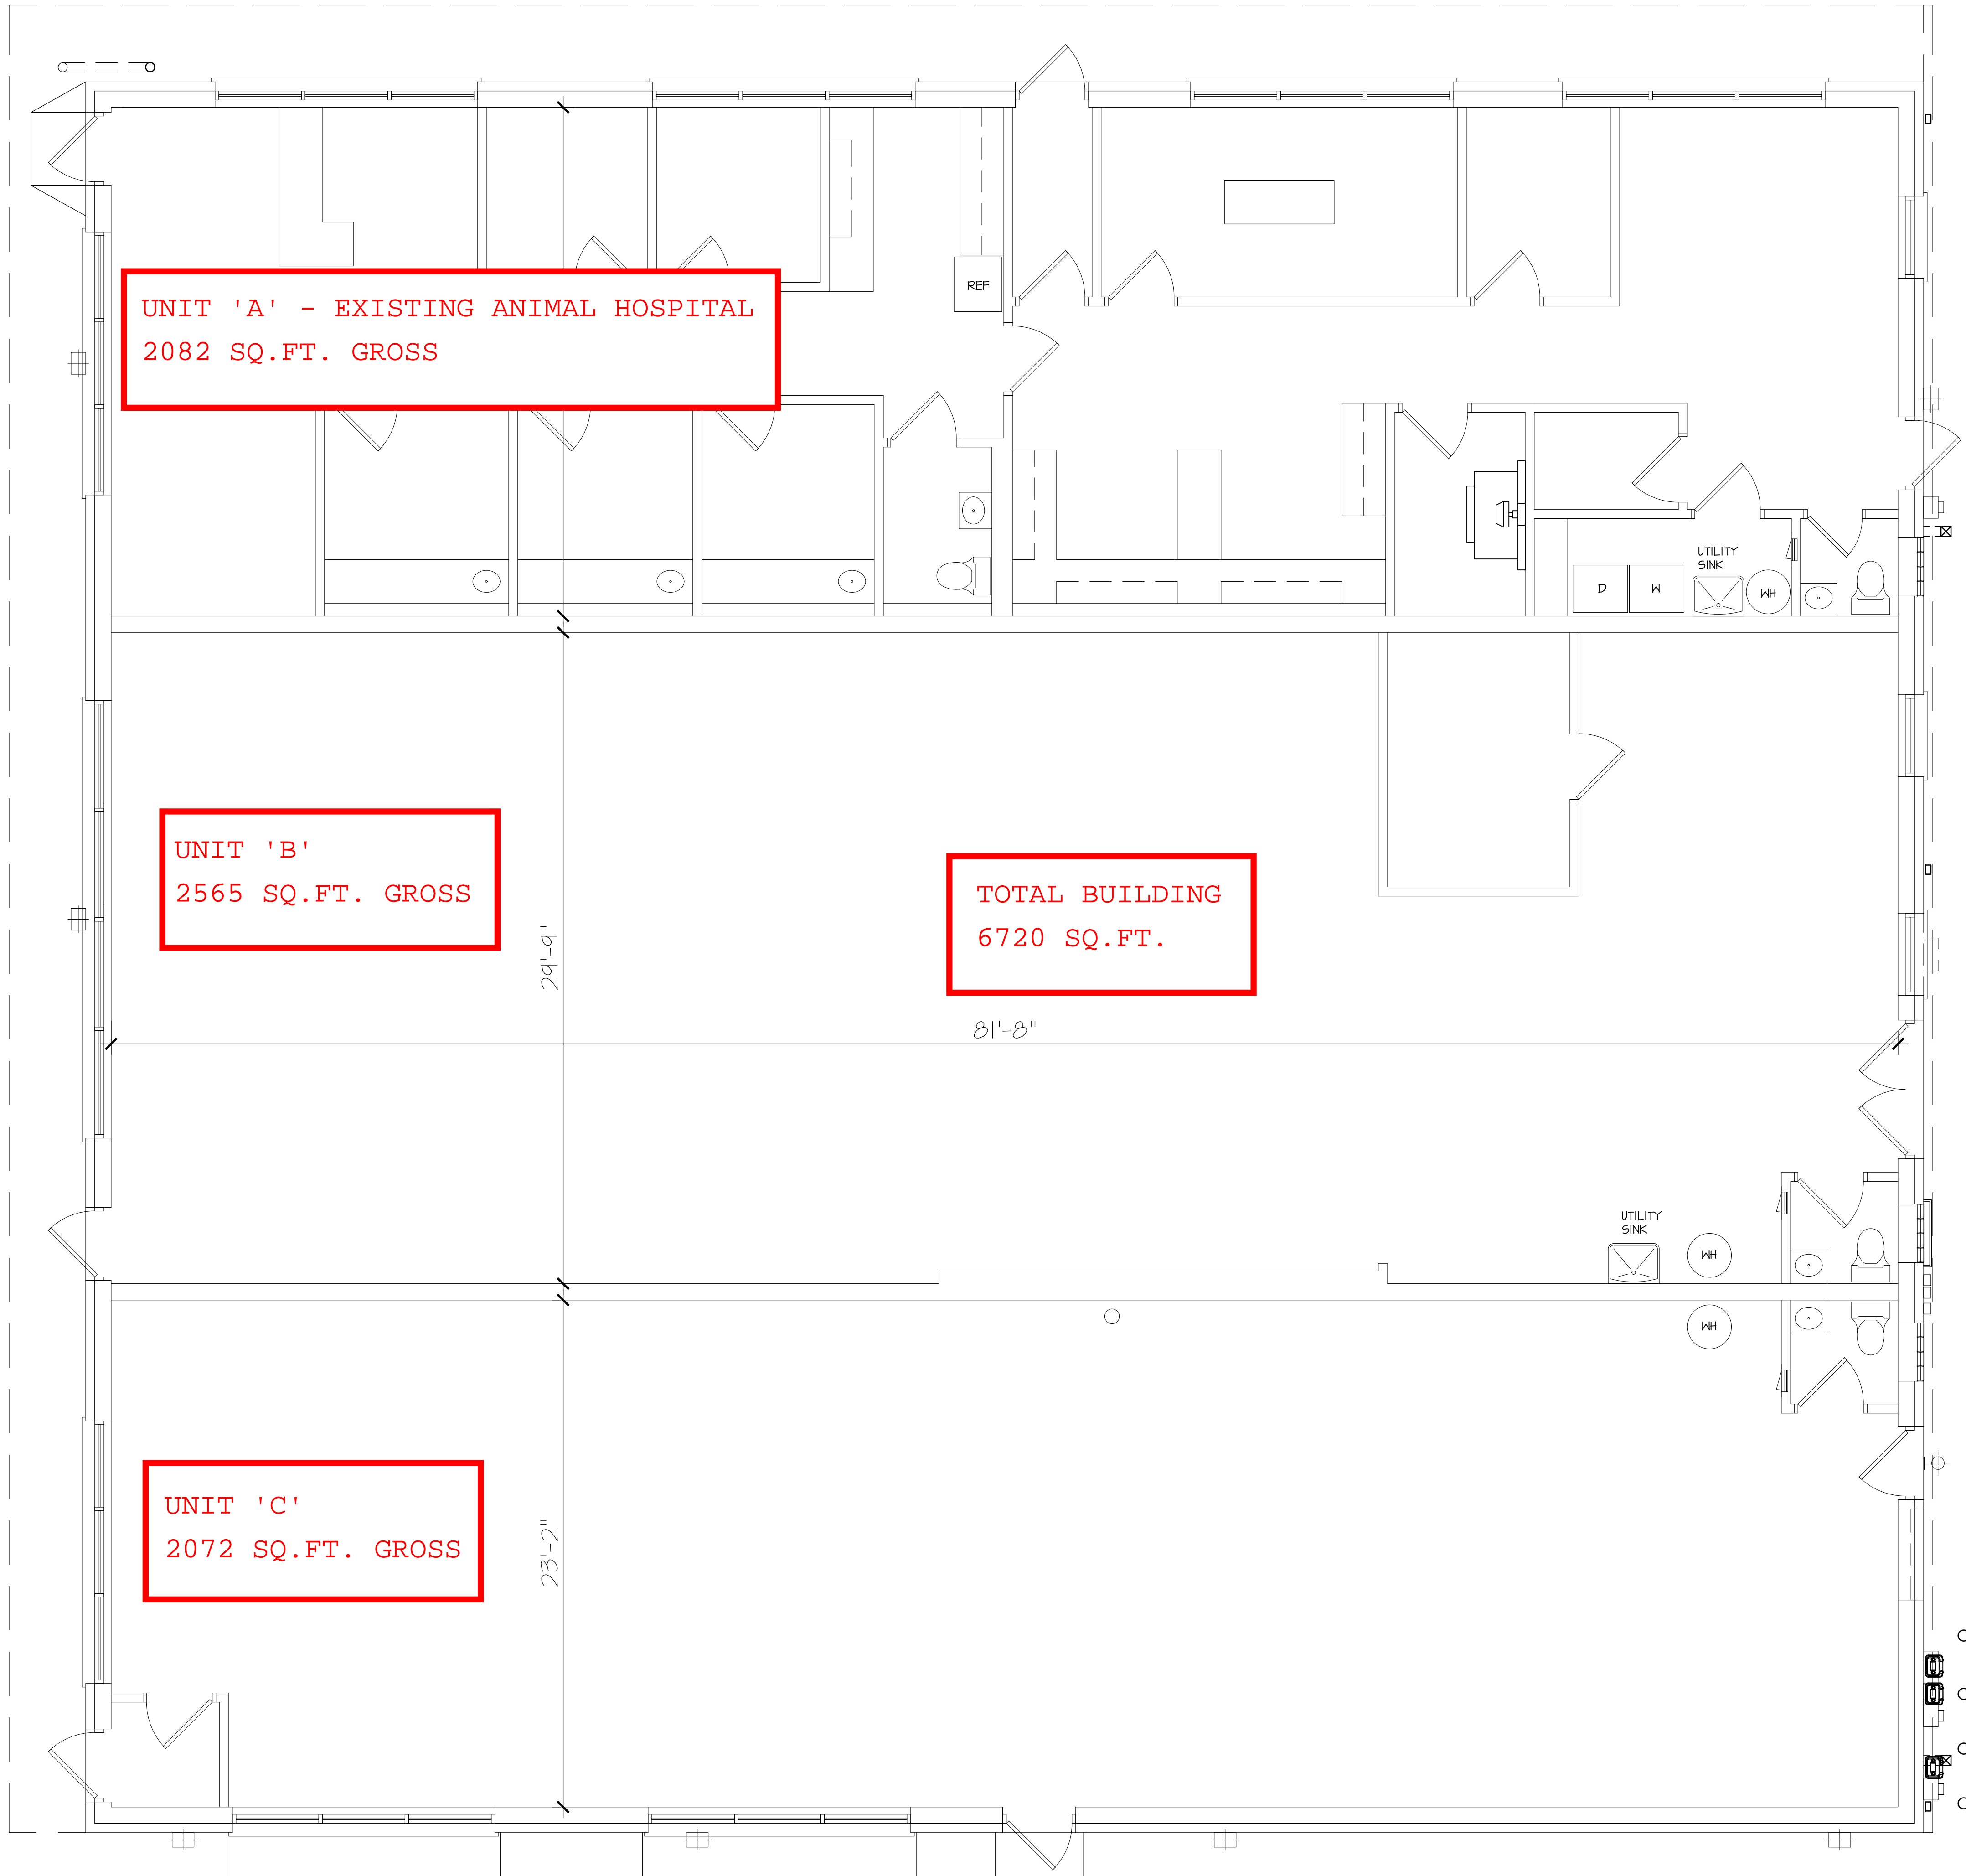 REF
UNIT 'A' - EXISTING ANIMAL HOSPITAL
2082 SQ.FT. GROSS
UTILITY
SINK
D
W
WH
UNIT 'B'
2565 SQ.FT. GROSS
29'-9"
TOTAL BUILDING
6720 SQ.FT.
81'-8"
UTILITY
SINK
WH
WH
UNIT 'C'
2072 SQ.FT. GROSS
23'-2"